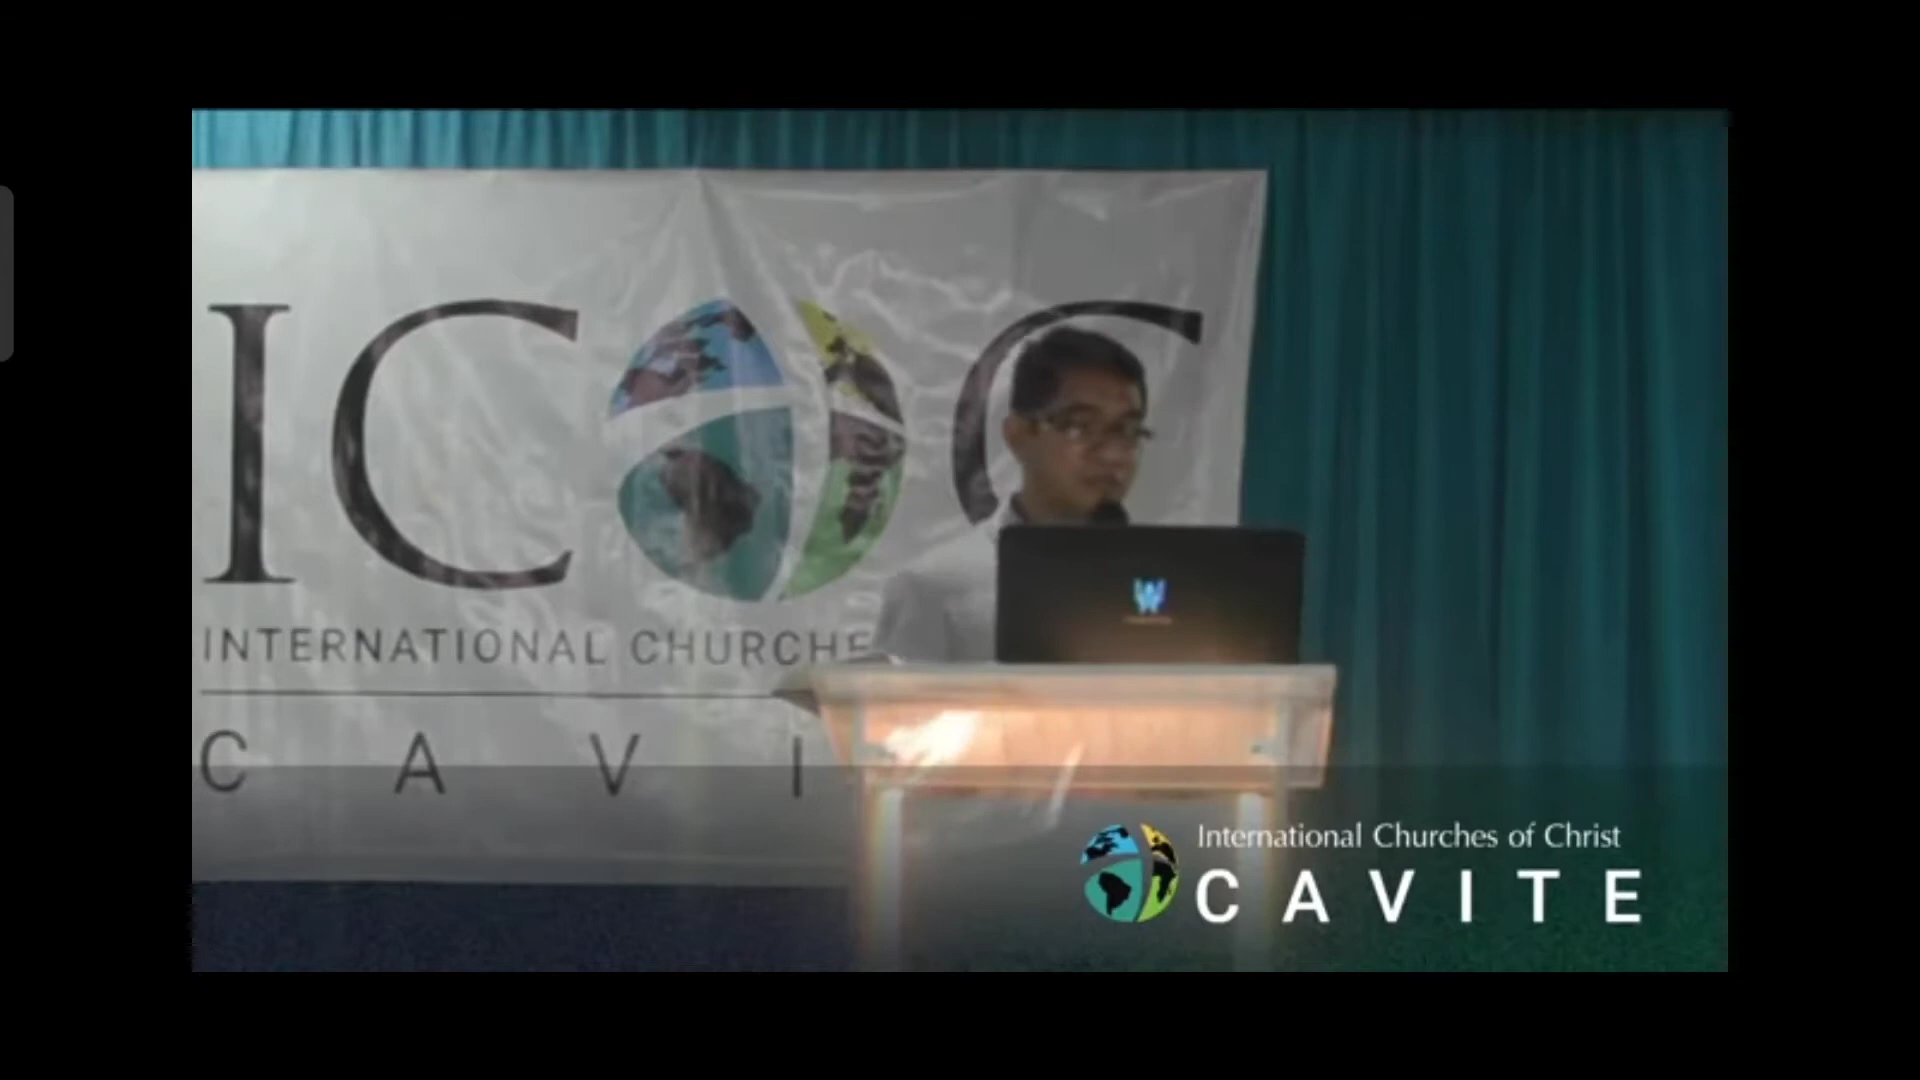 ICOC
INTERNATIONAL CHURCHE
C A V I
W
International Churches of Christ
CAVITE